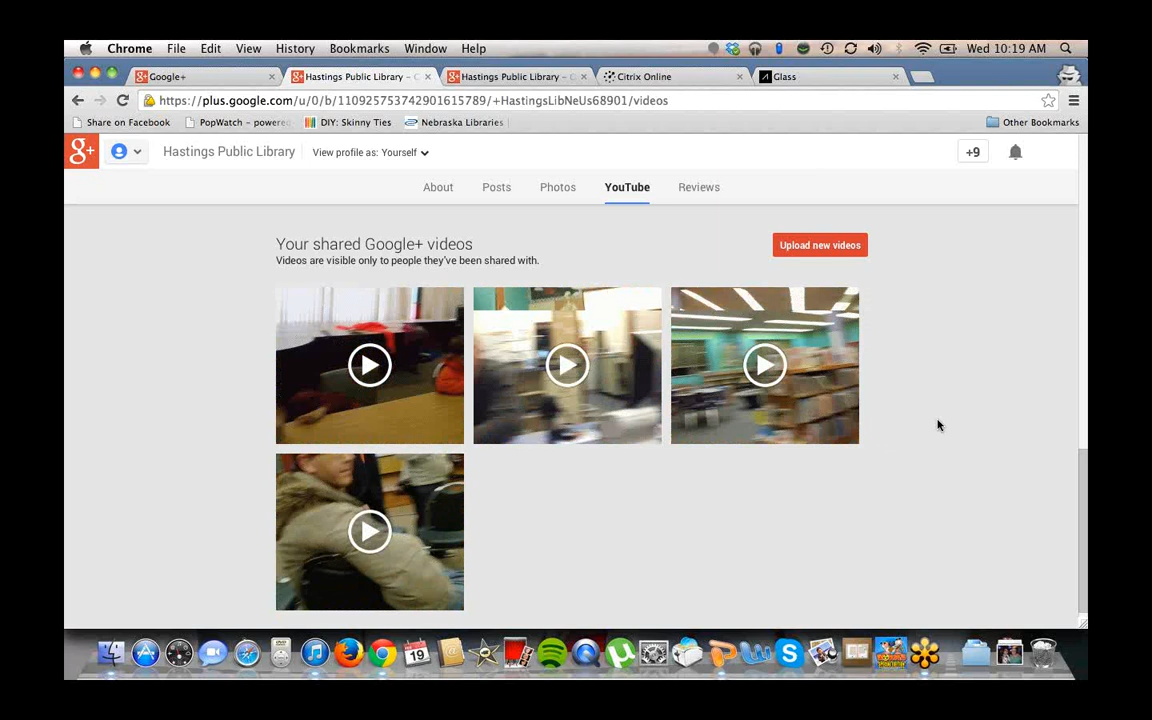 Chrome File Edit View History Bookmarks Window Help Wed 10:19 AM
Google+ Hastings Public Library – Hastings Public Library – Citrix Online Glass
https://plus.google.com/u/0/b/110925753742901615789/+HastingsLibNeUs68901/videos
Share on Facebook PopWatch – powered DIY: Skinny Ties Nebraska Libraries Other Bookmarks
g+ Hastings Public Library View profile as: Yourself +9
About Posts Photos YouTube Reviews
Your shared Google+ videos Upload new videos
Videos are visible only to people they've been shared with.
19